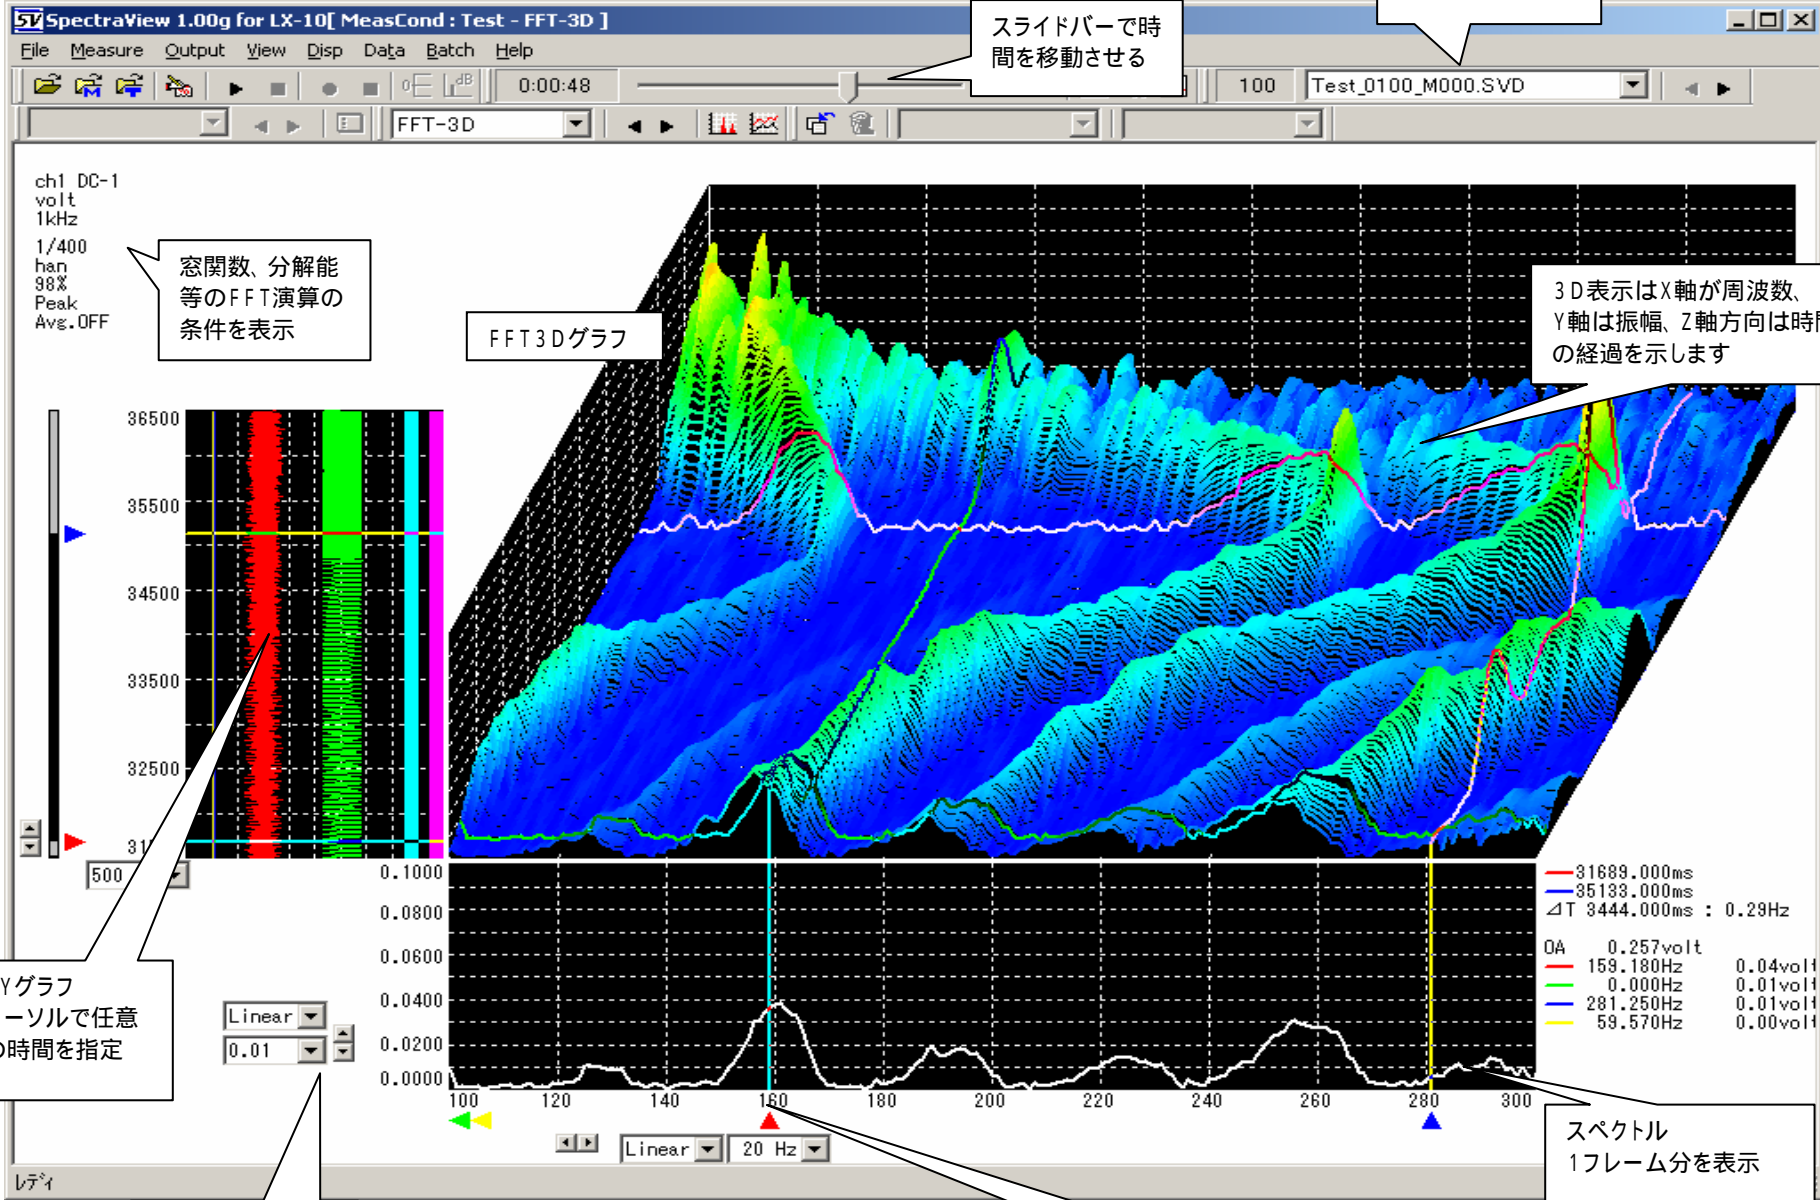 SpectraView 1.00g for LX-10[ MeasCond : Test - FFT-3D ]
File Measure Output View Disp Data Batch Help
スライドバーで時
間を移動させる
0:00:48
100
Test_0100_M000.SVD
FFT-3D
ch1 DC-1
volt
1kHz
1/400
han
98%
Peak
Avg.OFF
窓関数、分解能
等のFFT演算の
条件を表示
FFT3Dグラフ
3D表示はX軸が周波数、
Y軸は振幅、Z軸方向は時間
の経過を示します
36500
35500
34500
33500
32500
500
Yグラフ
ーソルで任意
の時間を指定
0.1000
0.0800
0.0600
0.0400
0.0200
0.0000
Linear
0.01
100 120 140 160 180 200 220 240 260 280 300
Linear
20 Hz
31689.000ms
35133.000ms
⊿T 3444.000ms : 0.29Hz
OA 0.257volt
159.180Hz 0.04volt
0.000Hz 0.01volt
281.250Hz 0.01volt
59.570Hz 0.00volt
スペクトル
1フレーム分を表示
レディ